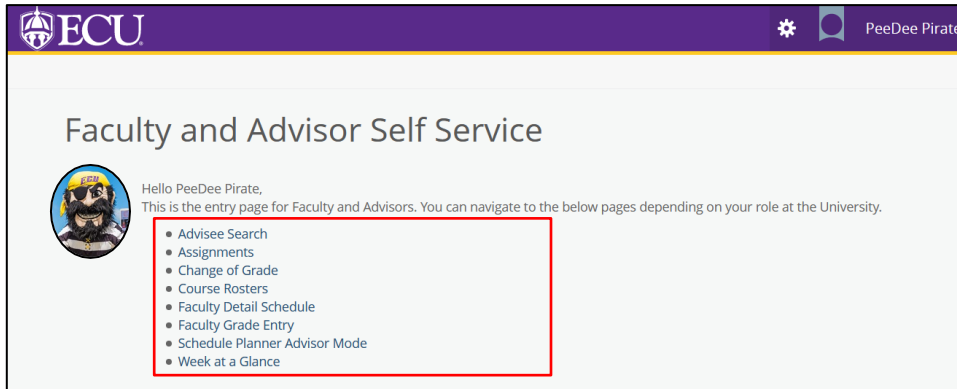 ECU
PeeDee Pirate
Faculty and Advisor Self Service
ECU
Hello PeeDee Pirate,
This is the entry page for Faculty and Advisors. You can navigate to the below pages depending on your role at the University.
Advisee Search
Assignments
Change of Grade
Course Rosters
Faculty Detail Schedule
Faculty Grade Entry
Schedule Planner Advisor Mode
Week at a Glance